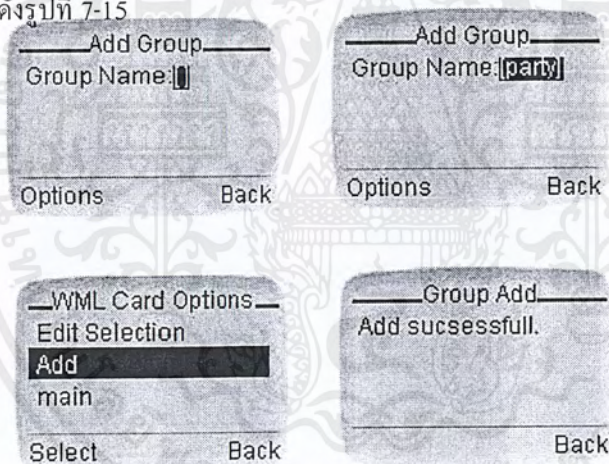 ดังรูปที่ 7-15
Add Group
Group Name:[]
Options Back
Add Group
Group Name:[party]
Options Back
WML Card Options
Edit Selection
Add
main
Select Back
Group Add
Add sucsessfull.
Back